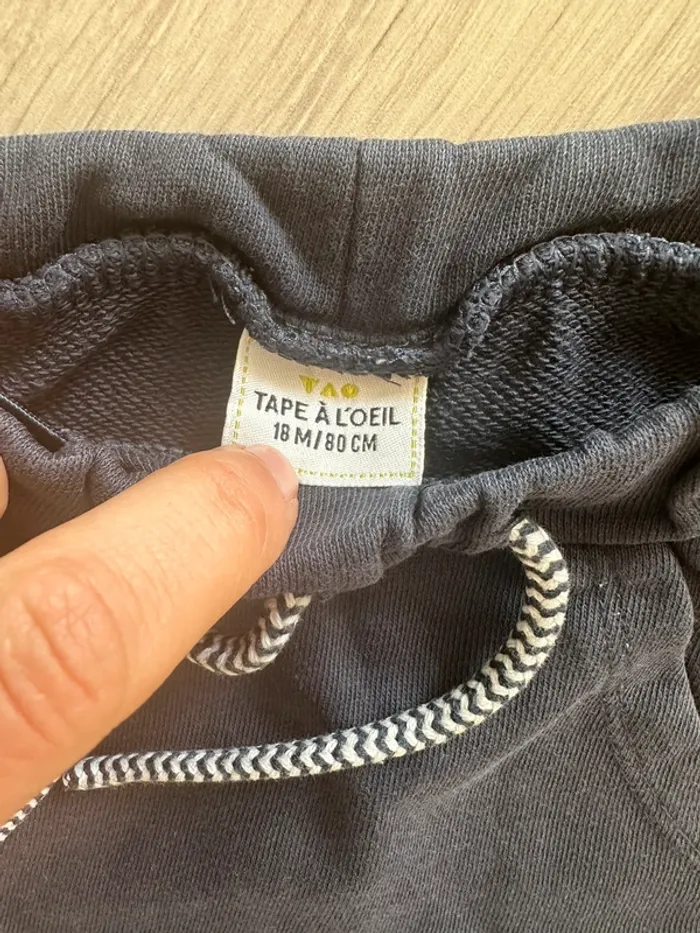 TAO
TAPE À L'OEIL
18 M/80 CM